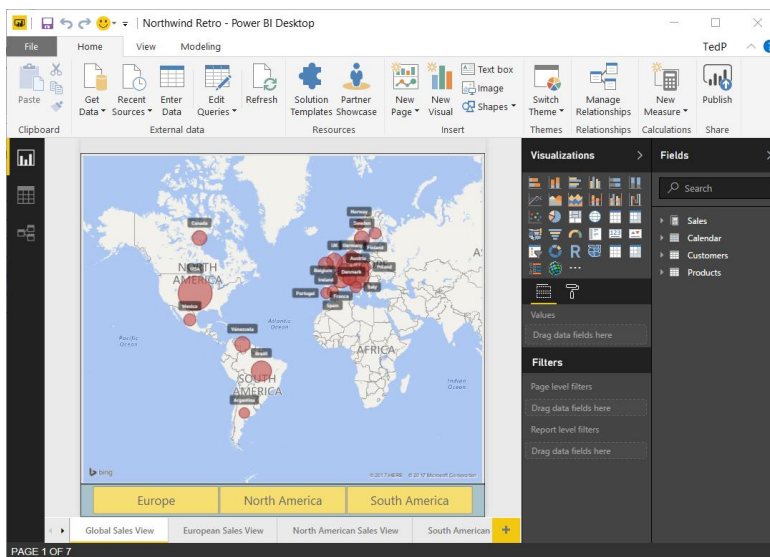 Northwind Retro - Power BI Desktop
File Home View Modeling TedP
Paste
Get Data
Recent Sources
Enter Data
Edit Queries
Refresh
Solution Templates
Partner Showcase
New Page
New Visual
Text box
Image
Shapes
Switch Theme
Manage Relationships
New Measure
Publish
Clipboard External data Resources Insert Themes Relationships Calculations Share
Visualizations
Fields
Search
Sales
Calendar
Customers
Products
Values
Drag data fields here
Filters
Page level filters
Drag data fields here
Report level filters
Drag data fields here
Canada
USA
NORTH AMERICA
Mexico
Norway
Sweden
UK Germany Finland
Austria
Belgium Poland
Denmark
Ireland
Italy
Portugal France
Spain
Atlantic Ocean
Pacific Ocean
Venezuela
Brazil
AFRICA
SOUTH AMERICA
Indian Ocean
Argentina
bing
© 2017 HERE © 2017 Microsoft Corporation
Europe North America South America
Global Sales View European Sales View North American Sales View South American
PAGE 1 OF 7